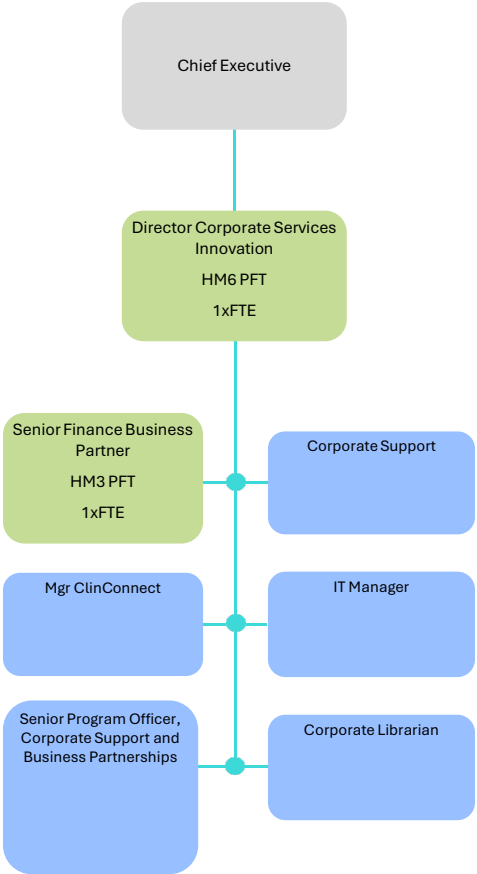 Chief Executive
Director Corporate Services
Innovation
HM6 PFT
1xFTE
Senior Finance Business
Partner
HM3 PFT
1xFTE
Corporate Support
Mgr ClinConnect
IT Manager
Senior Program Officer,
Corporate Support and
Business Partnerships
Corporate Librarian